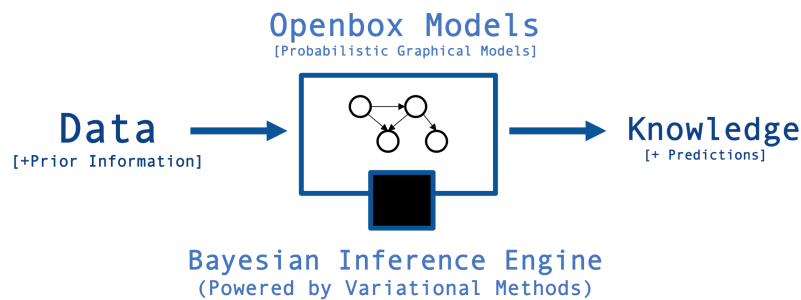 Openbox Models
[Probabilistic Graphical Models]
Data
[+Prior Information]
Knowledge
[+ Predictions]
Bayesian Inference Engine
(Powered by Variational Methods)